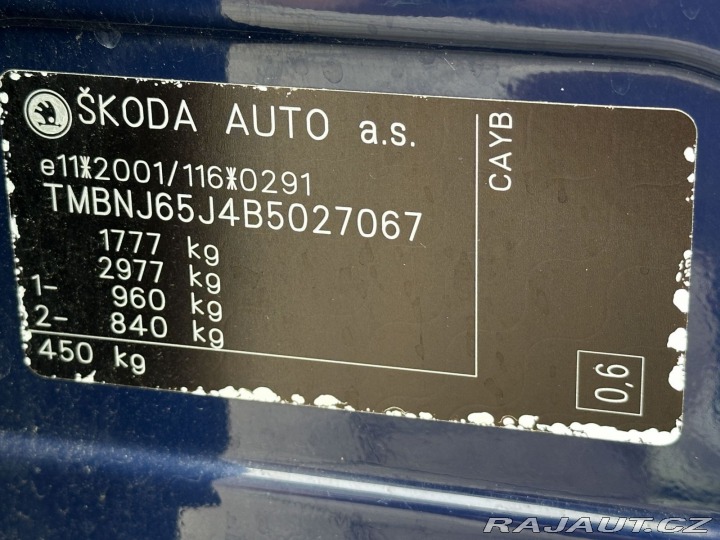 ŠKODA AUTO a.s.
e11*2001/116*0291
TMBNJ65J4B5027067
1777 kg
2977 kg
1- 960 kg
2- 840 kg
450 kg
CAYB
0,6
RAJAUT.CZ